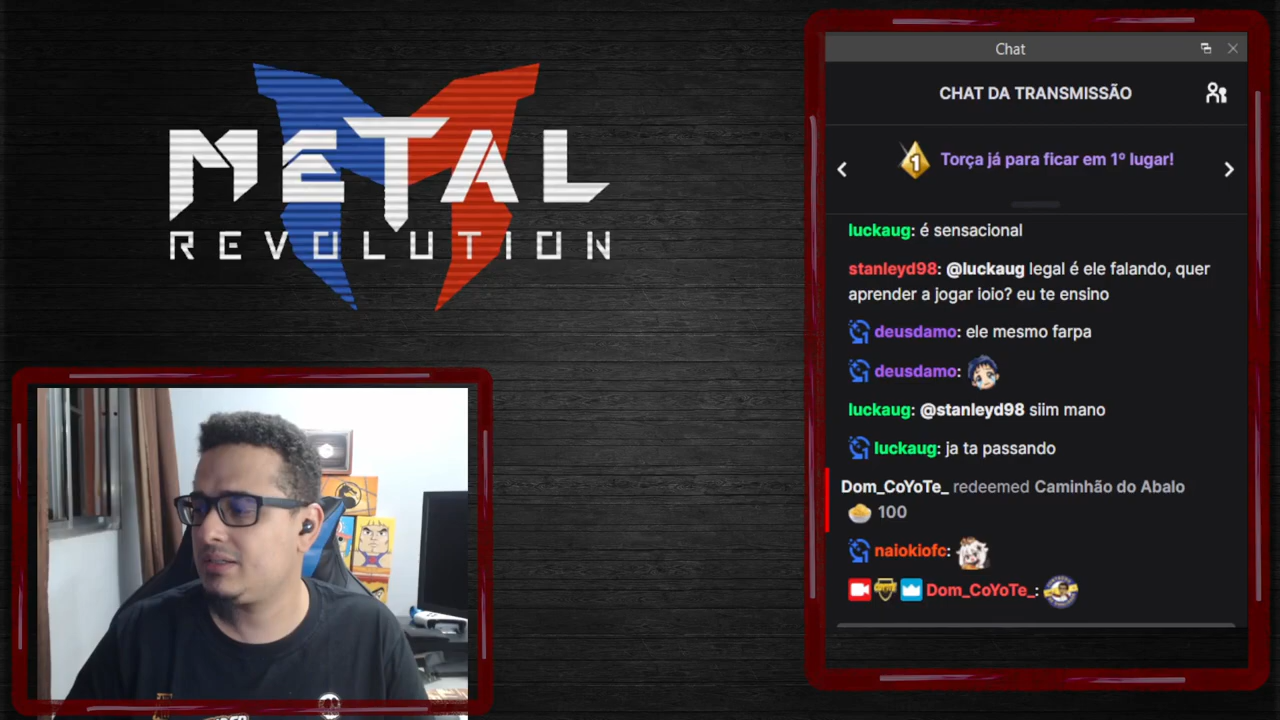 METAL
REVOLUTION
Chat
CHAT DA TRANSMISSÃO
1
Torça já para ficar em 1º lugar!
luckaug: é sensacional
stanleyd98: @luckaug legal é ele falando, quer
aprender a jogar ioio? eu te ensino
deusdamo: ele mesmo farpa
deusdamo:
luckaug: @stanleyd98 siim mano
luckaug: ja ta passando
Dom_CoYoTe_ redeemed Caminhão do Abalo
100
naiokiofc:
Dom_CoYoTe_: